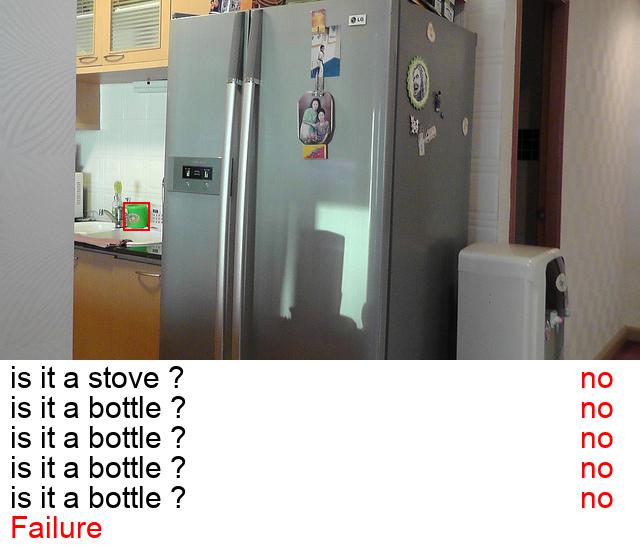 LG
is it a stove ? no
is it a bottle ? no
is it a bottle ? no
is it a bottle ? no
is it a bottle ? no
Failure